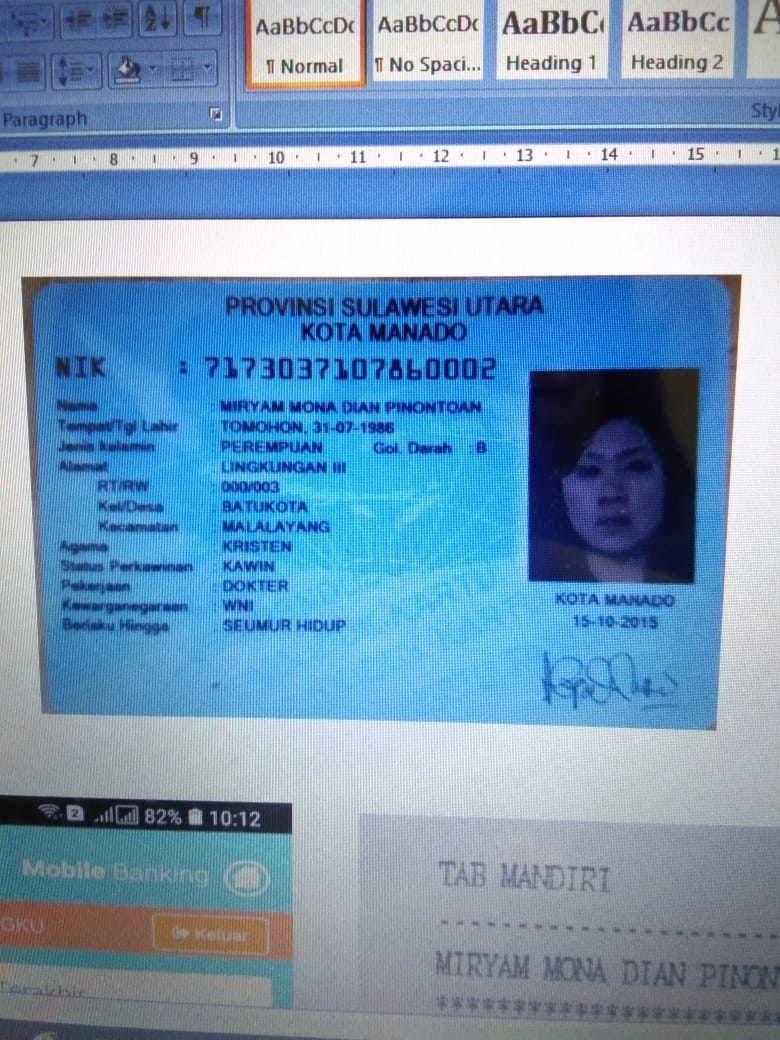 AaBbCcDc AaBbCcDc AaBbC AaBbCc A
¶ Normal ¶ No Spaci... Heading 1 Heading 2
Paragraph
7 8 9 10 11 12 13 14 15
PROVINSI SULAWESI UTARA
KOTA MANADO
NIK : 7173037107860002
Nama : MIRYAM MONA DIAN PINONTOAN
Tempat/Tgl Lahir : TOMOHON, 31-07-1986
Jenis kelamin : PEREMPUAN Gol. Darah : B
Alamat : LINGKUNGAN III
RT/RW : 000/003
Kel/Desa : BATUKOTA
Kecamatan : MALALAYANG
Agama : KRISTEN
Status Perkawinan : KAWIN
Pekerjaan : DOKTER
Kewarganegaraan : WNI
Berlaku Hingga : SEUMUR HIDUP
KOTA MANADO
15-10-2015
2 82% 10:12
Mobile Banking
GKU Keluar
Terakhir
TAB MANDIRI
MIRYAM MONA DIAN PINON